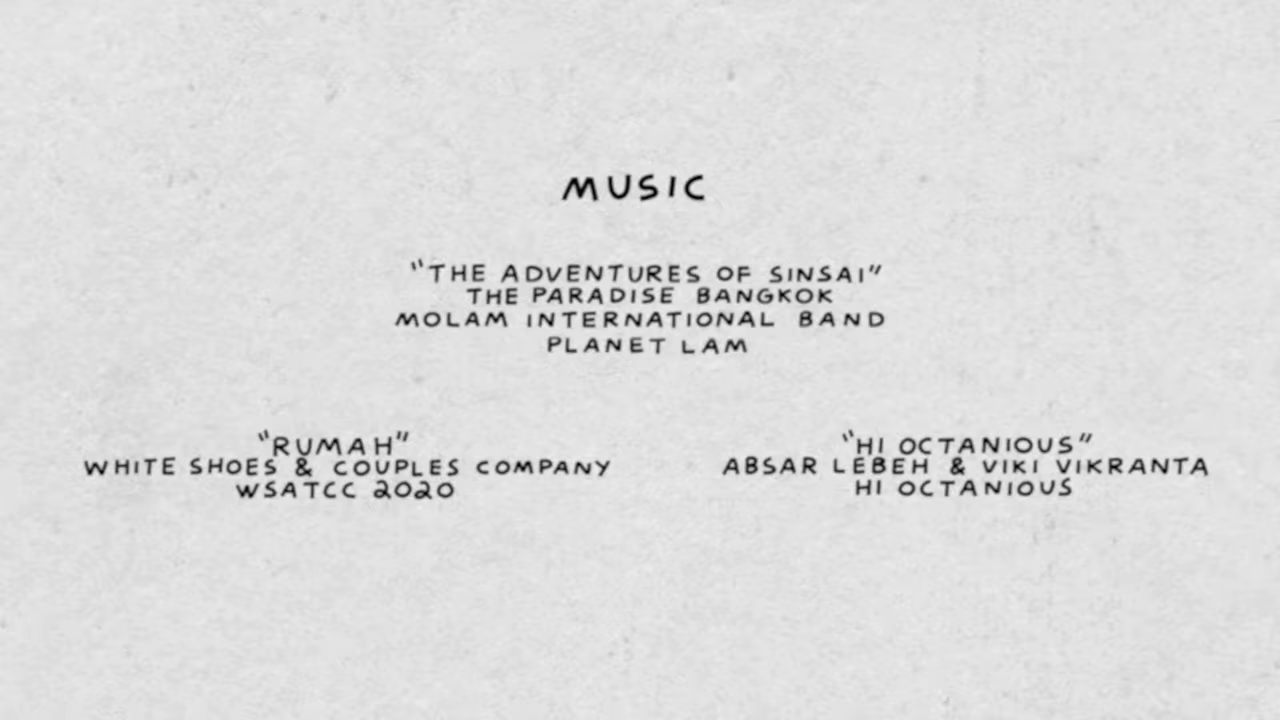 MUSIC
"THE ADVENTURES OF SINSAI"
THE PARADISE BANGKOK
MOLAM INTERNATIONAL BAND
PLANET LAM
"RUMAH"
WHITE SHOES & COUPLES COMPANY
WSATCC 2020
"HI OCTANIOUS"
ABSAR LEBEH & VIKI VIKRANTA
HI OCTANIOUS